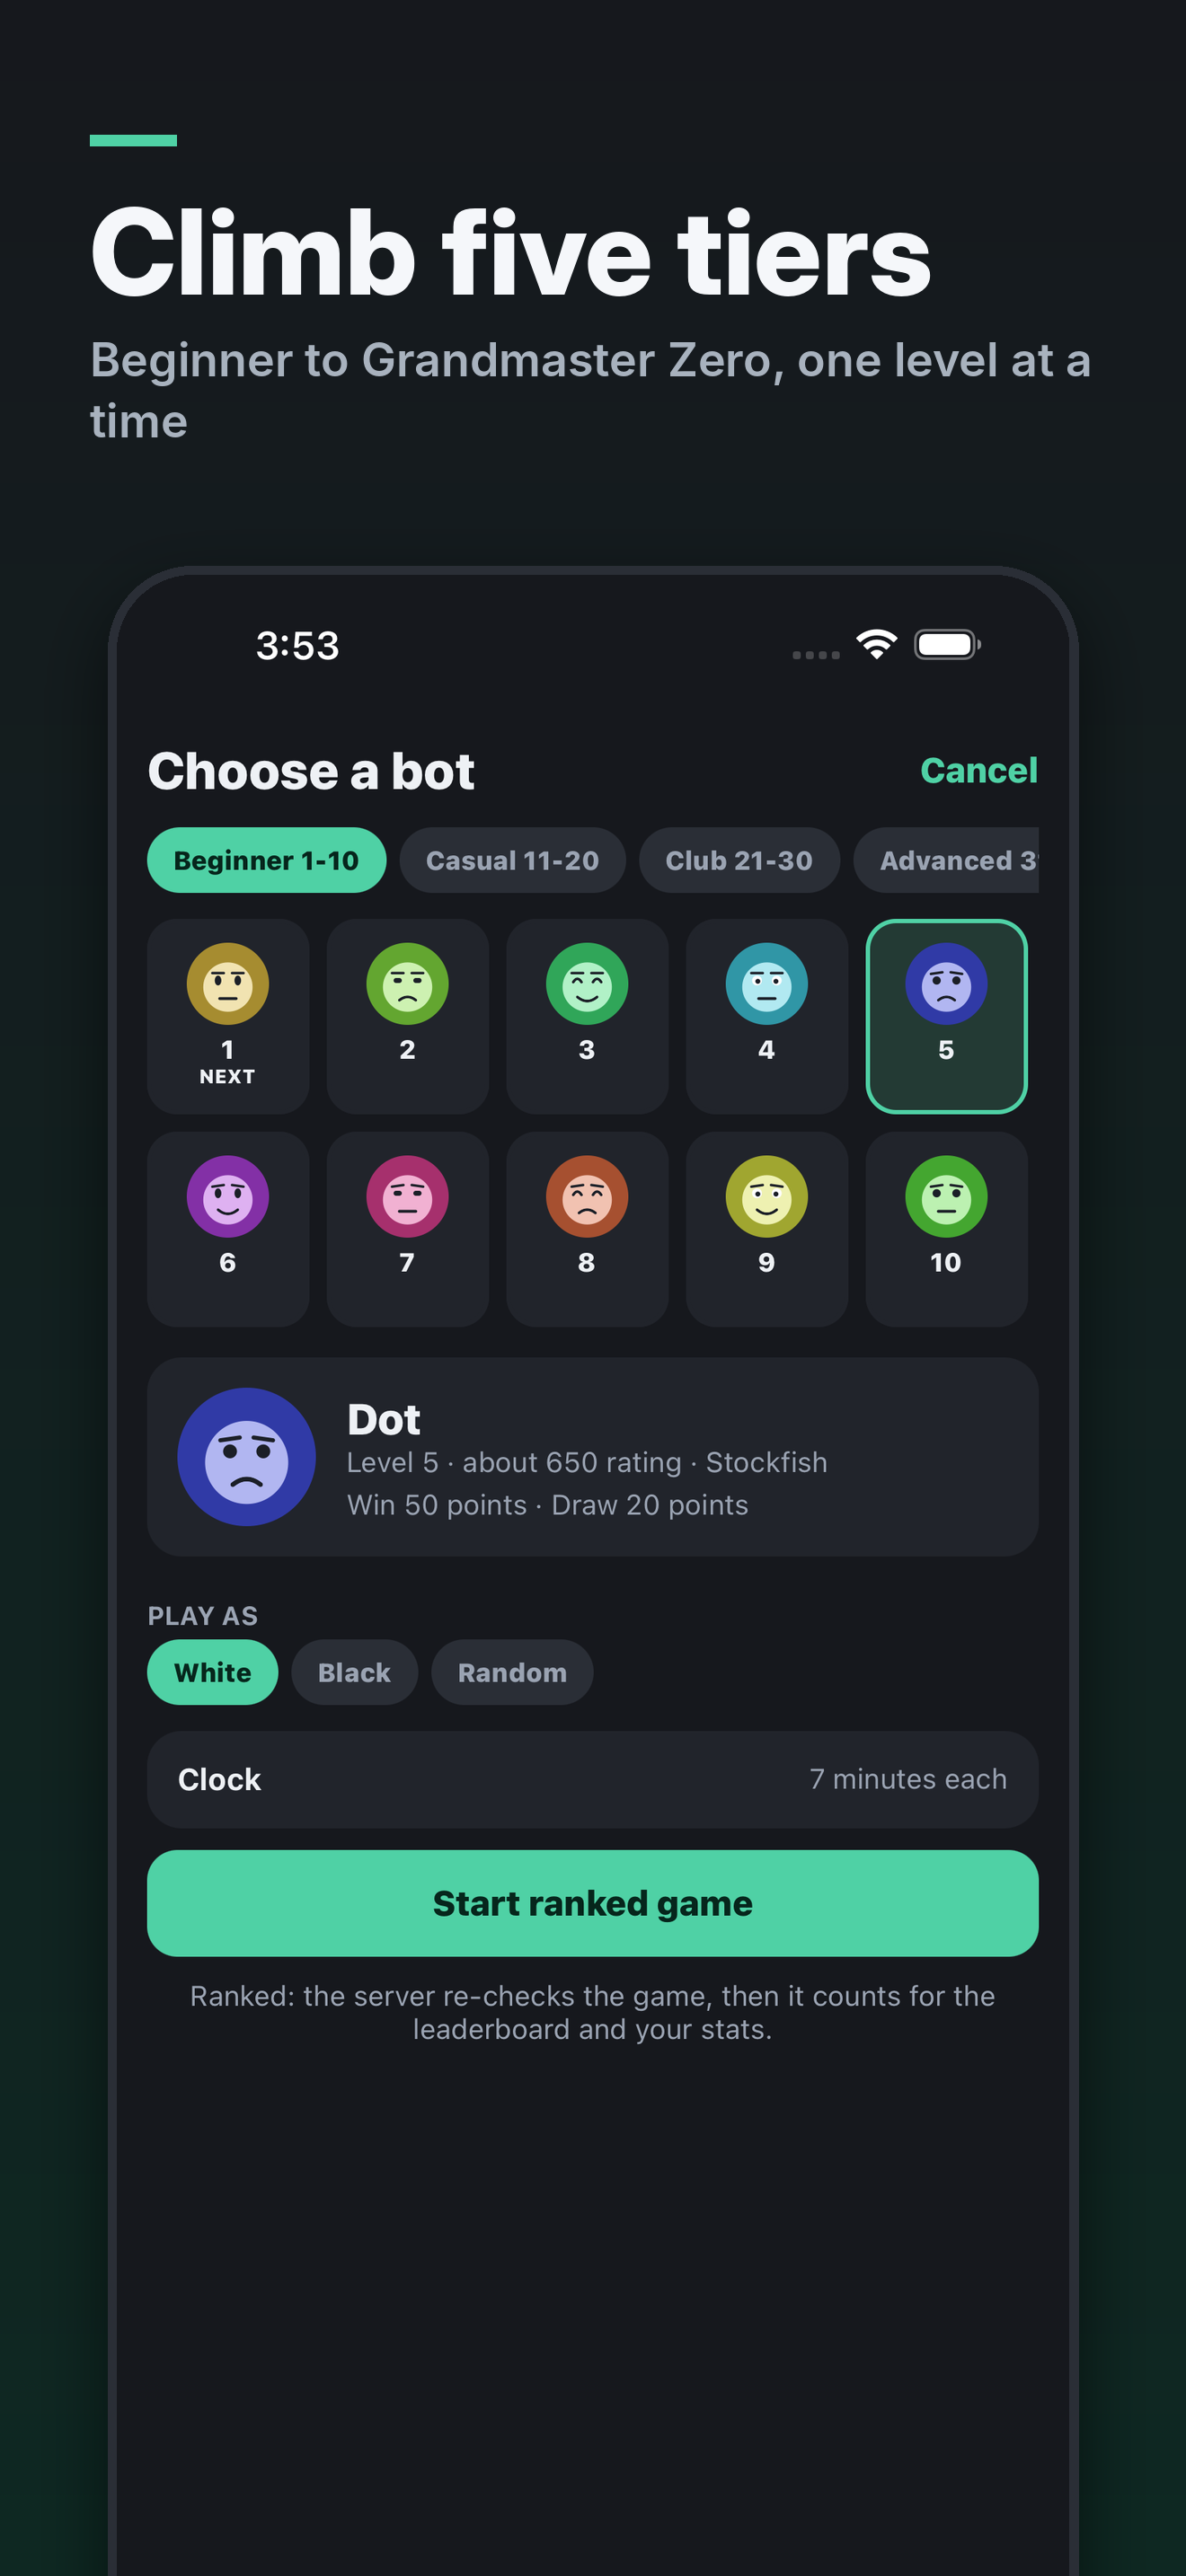 Climb five tiers
Beginner to Grandmaster Zero, one level at a
time
3:53
Choose a bot
Cancel
Beginner 1-10
Casual 11-20
Club 21-30
Advanced 3
1
NEXT
2
3
4
5
6
7
8
9
10
Dot
Level 5 · about 650 rating · Stockfish
Win 50 points · Draw 20 points
PLAY AS
White
Black
Random
Clock
7 minutes each
Start ranked game
Ranked: the server re-checks the game, then it counts for the
leaderboard and your stats.